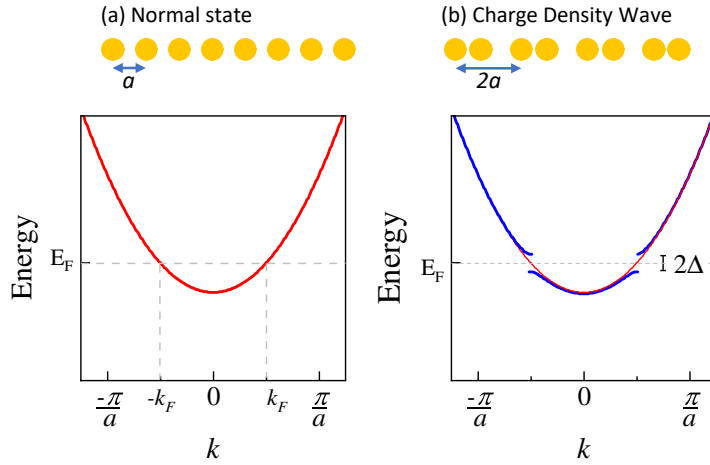 (a) Normal state
a
Energy
E_F
-π/a
-k_F
0
k_F
π/a
k
(b) Charge Density Wave
2a
Energy
E_F
2Δ
-π/a
0
π/a
k